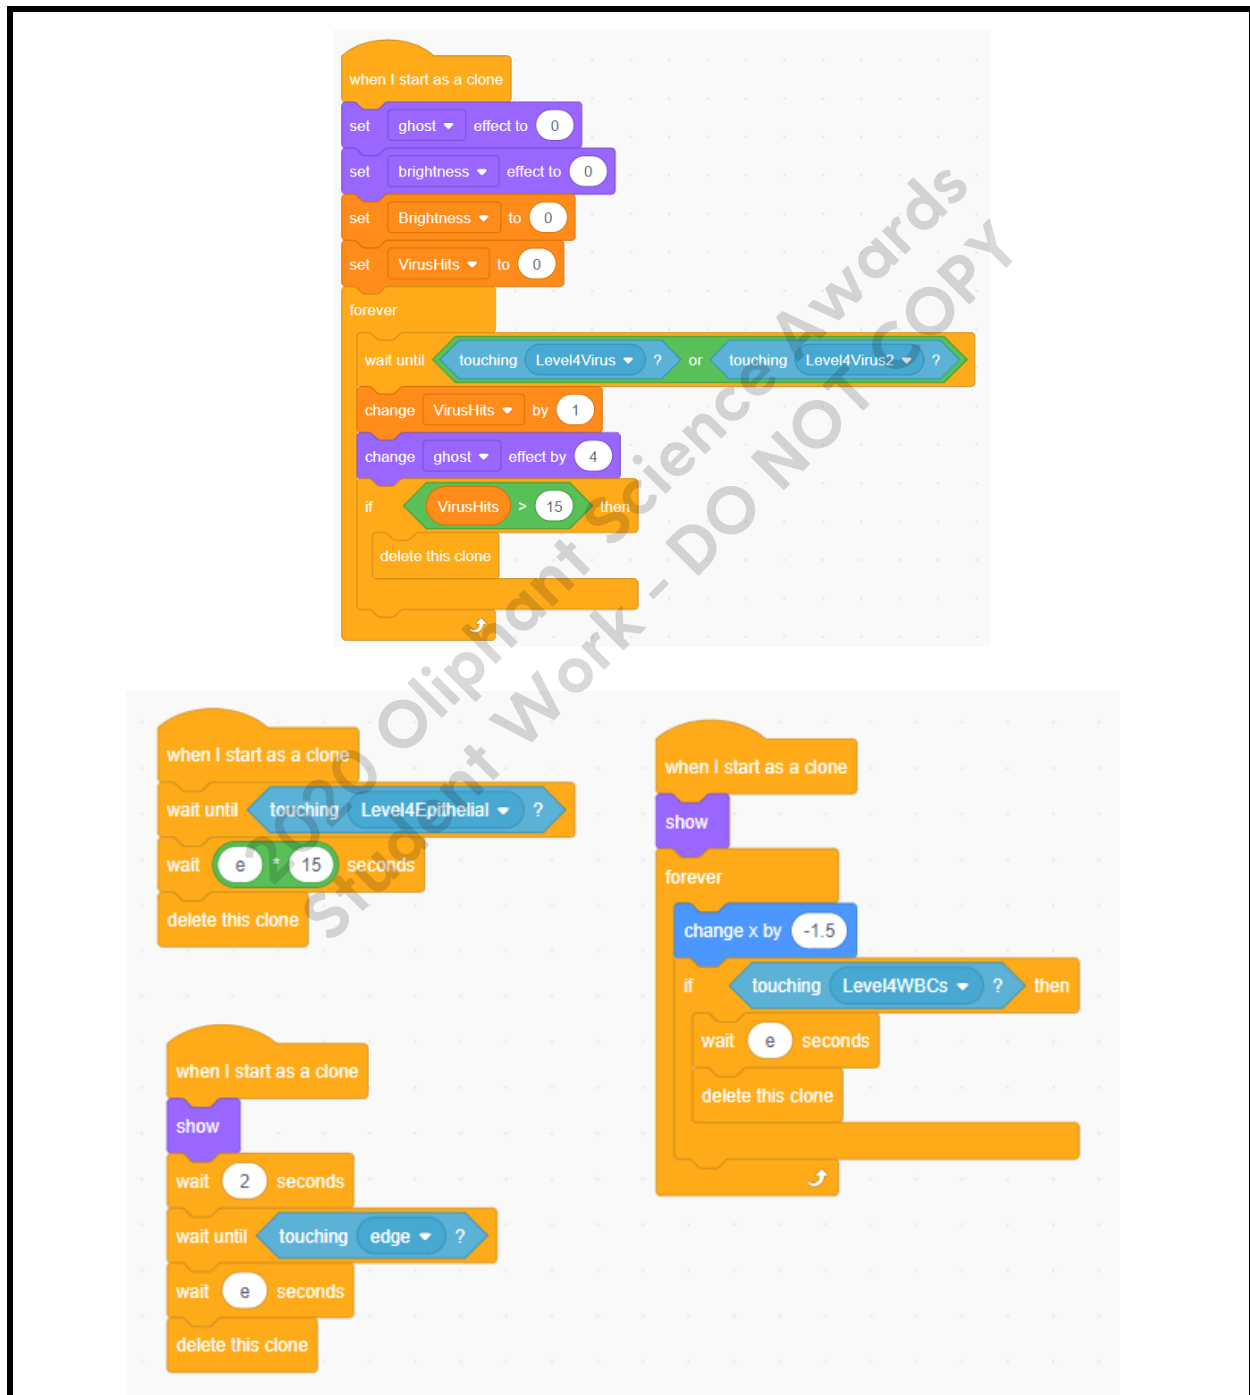 when I start as a clone
set ghost effect to 0
set brightness effect to 0
set Brightness to 0
set VirusHits to 0
forever
wait until touching Level4Virus ? or touching Level4Virus2 ?
change VirusHits by 1
change ghost effect by 4
if VirusHits > 15 then
delete this clone
when I start as a clone
wait until touching Level4Epithelial ?
wait e * 15 seconds
delete this clone
when I start as a clone
show
wait 2 seconds
wait until touching edge ?
wait e seconds
delete this clone
when I start as a clone
show
forever
change x by -1.5
if touching Level4WBCs ? then
wait e seconds
delete this clone
2020 Oliphant Science Awards
Student Work - DO NOT COPY